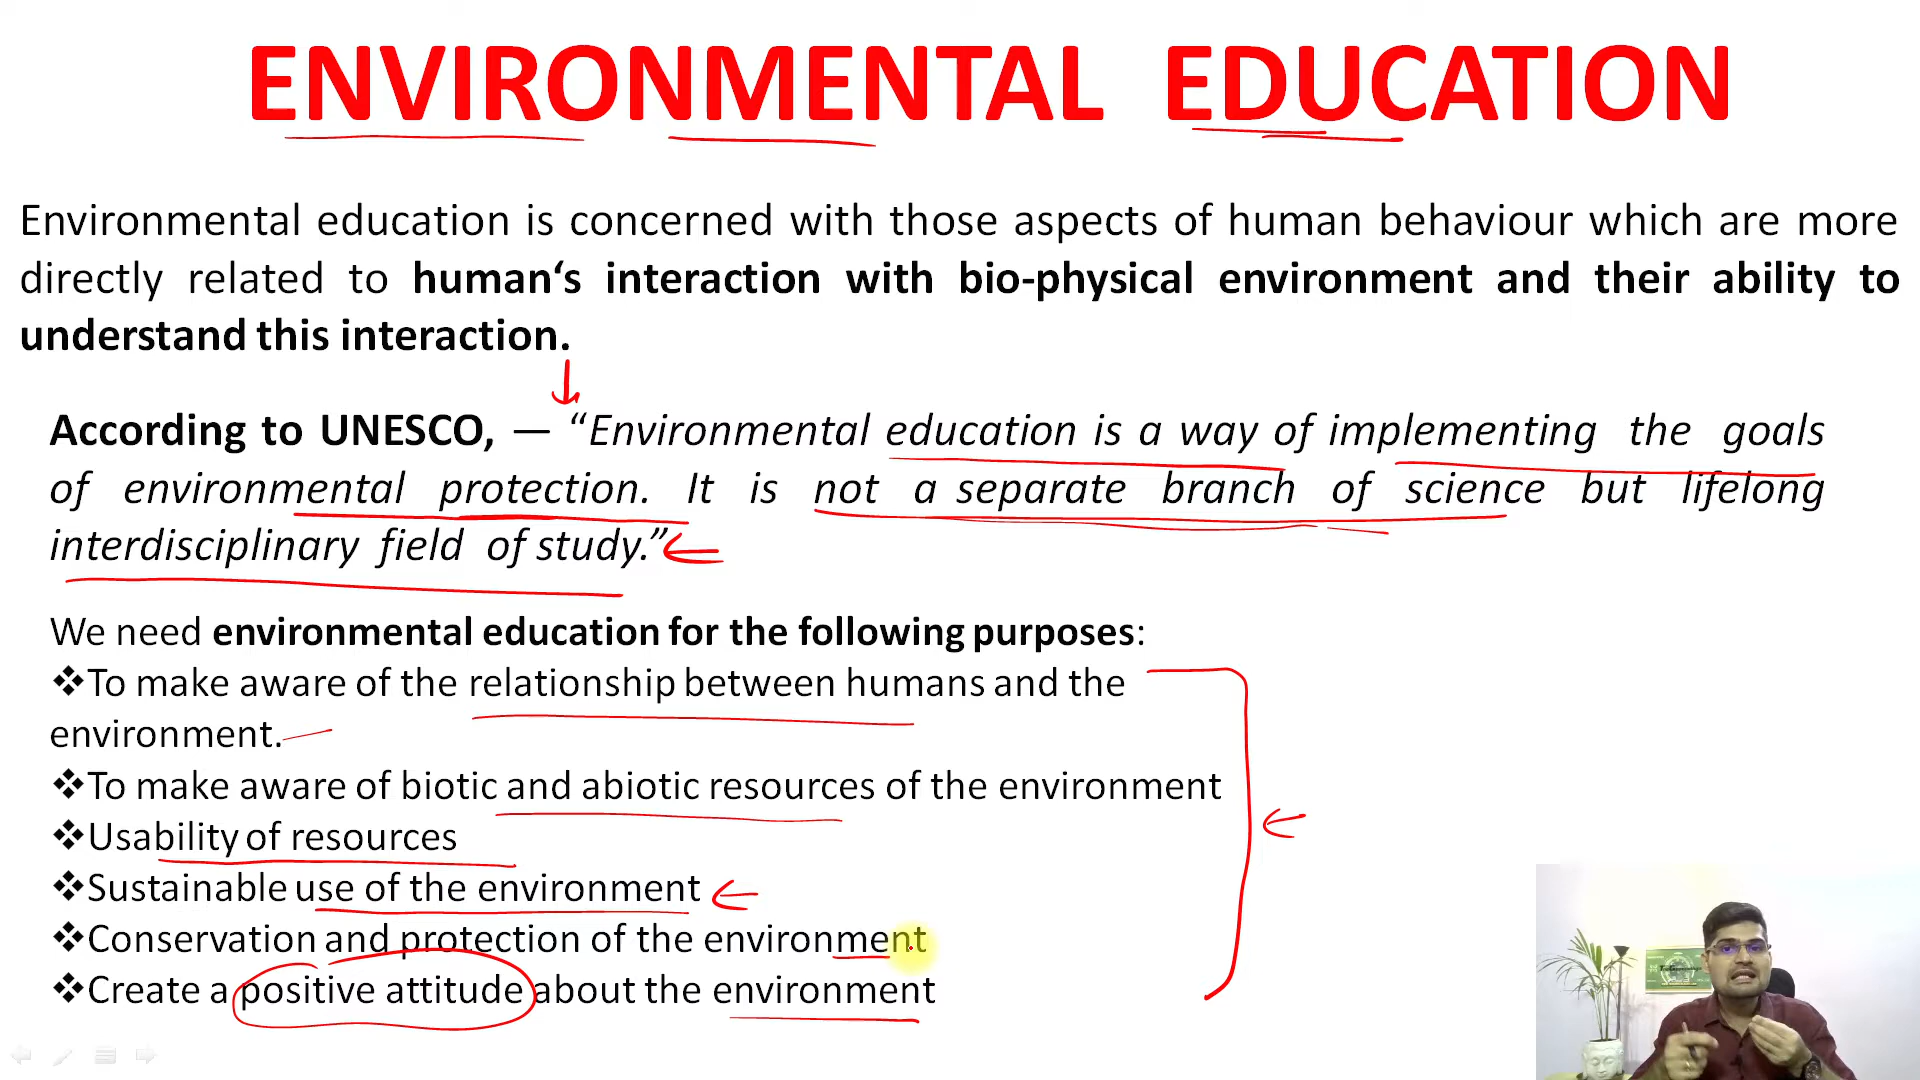 ENVIRONMENTAL EDUCATION
Environmental education is concerned with those aspects of human behaviour which are more
directly related to human‘s interaction with bio-physical environment and their ability to
understand this interaction.
According to UNESCO, — “Environmental education is a way of implementing the goals
of environmental protection. It is not a separate branch of science but lifelong
interdisciplinary field of study.”
We need environmental education for the following purposes:
❖To make aware of the relationship between humans and the
environment.
❖To make aware of biotic and abiotic resources of the environment
❖Usability of resources
❖Sustainable use of the environment
❖Conservation and protection of the environment
❖Create a positive attitude about the environment